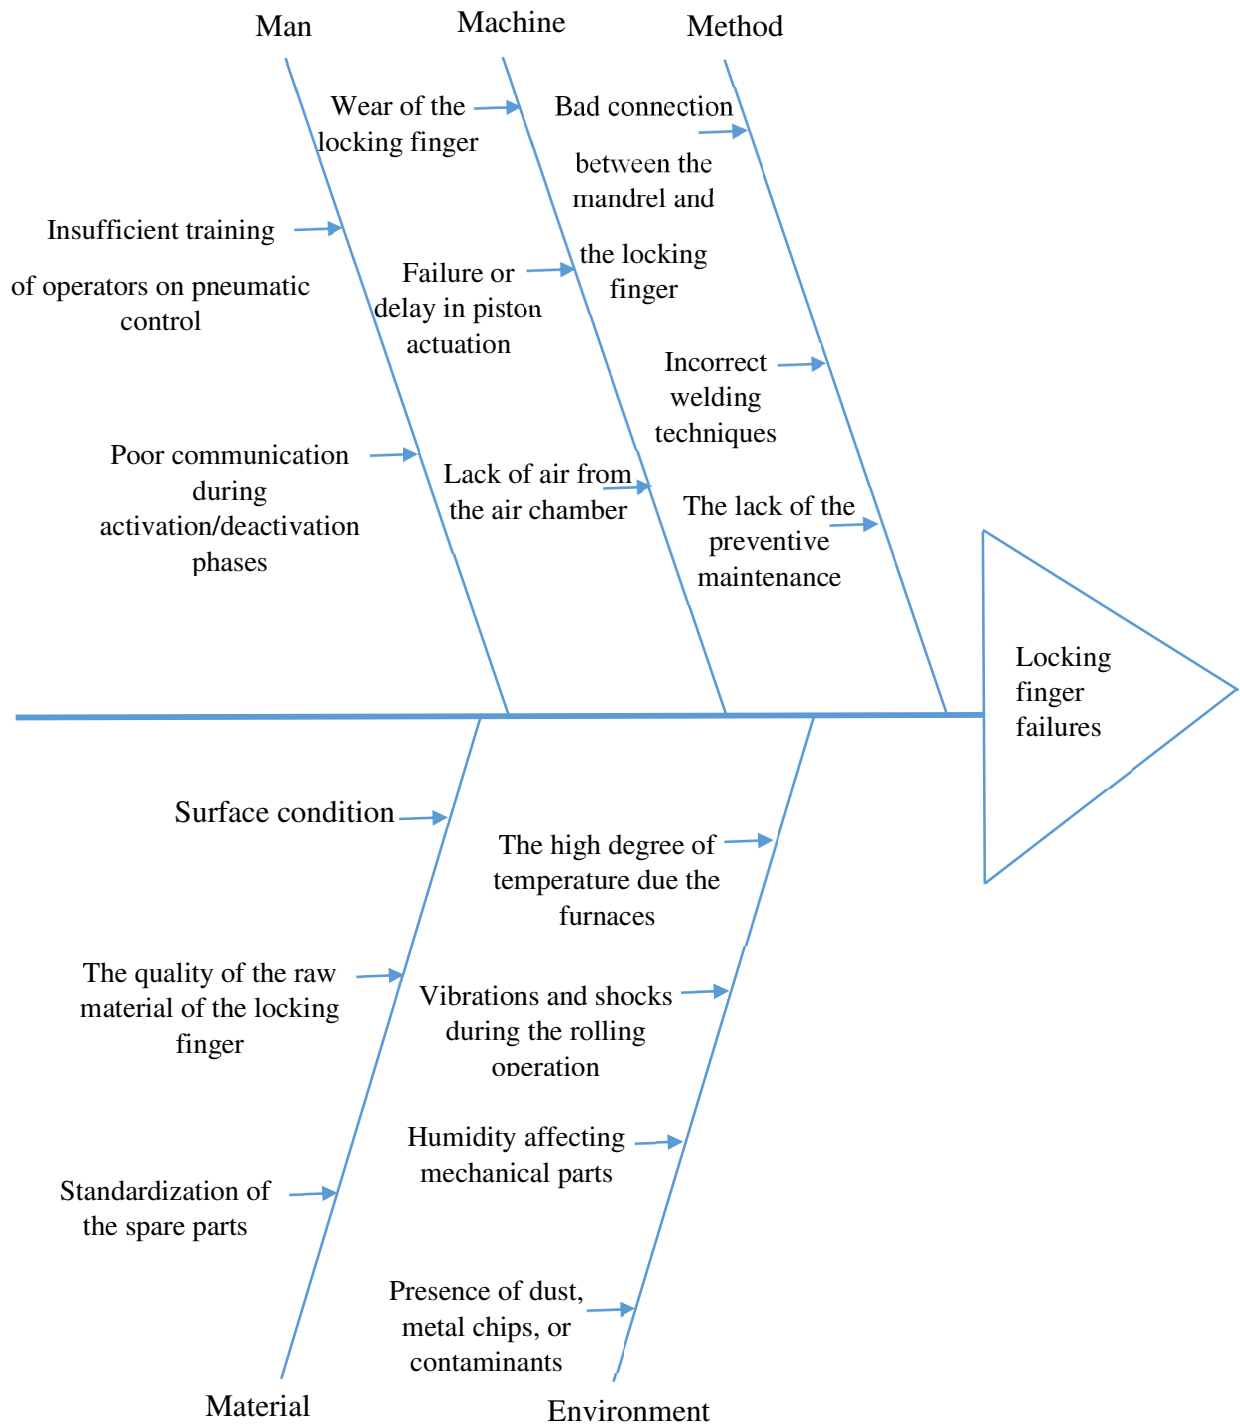 Man
Machine
Method
Wear of the
locking finger
Bad connection
between the
mandrel and
the locking
finger
Insufficient training
of operators on pneumatic
control
Failure or
delay in piston
actuation
Incorrect
welding
techniques
Poor communication
during
activation/deactivation
phases
Lack of air from
the air chamber
The lack of the
preventive
maintenance
Locking
finger
failures
Surface condition
The high degree of
temperature due the
furnaces
The quality of the raw
material of the locking
finger
Vibrations and shocks
during the rolling
operation
Humidity affecting
mechanical parts
Standardization of
the spare parts
Presence of dust,
metal chips, or
contaminants
Material
Environment